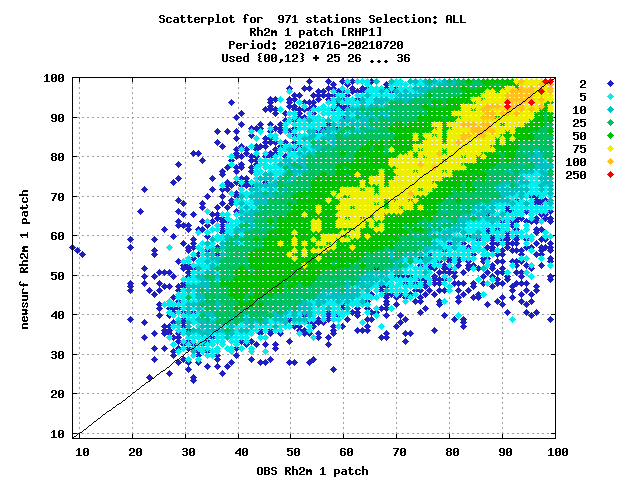 Scatterplot for 971 stations Selection: ALL
Rh2m 1 patch [RHP1]
Period: 20210716-20210720
Used {00,12} + 25 26 ... 36
100
90
80
70
60
50
40
30
20
10
newsurf Rh2m 1 patch
2
5
10
25
50
75
100
250
10 20 30 40 50 60 70 80 90 100
OBS Rh2m 1 patch